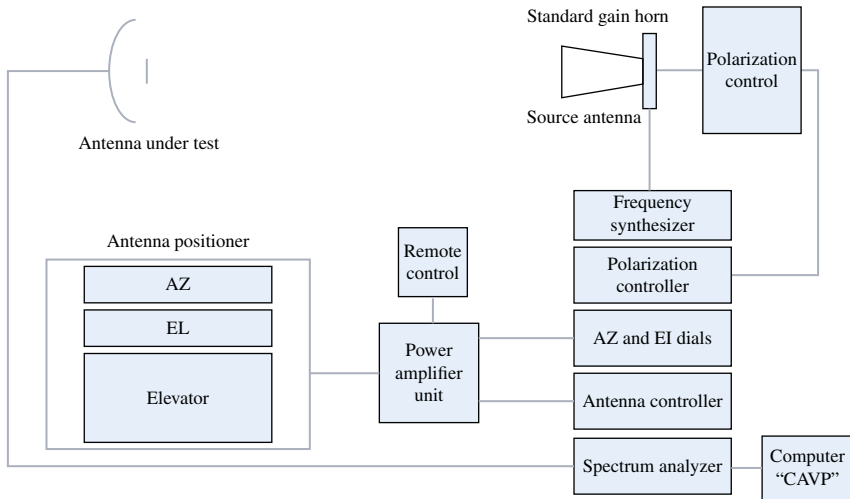 Standard gain horn
Polarization
control
Source antenna
Antenna under test
Frequency
synthesizer
Antenna positioner
Remote
control
Polarization
controller
AZ
EL
Power
amplifier
unit
AZ and EI dials
Elevator
Antenna controller
Spectrum analyzer
Computer
“CAVP”